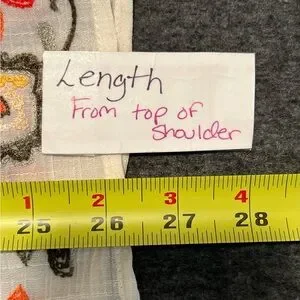 Length
From top of
Shoulder
1 2 3 4
25 26 27 28